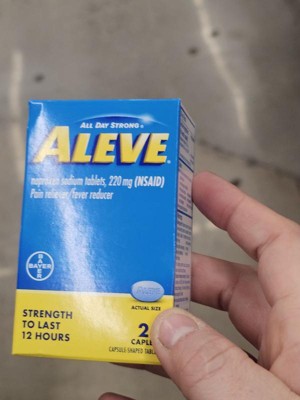 ALL DAY STRONG®
ALEVE®
naproxen sodium tablets, 220 mg (NSAID)
Pain reliever/fever reducer
BAYER
BAYER
ACTUAL SIZE
STRENGTH
TO LAST
12 HOURS
CAPSULE-SHAPED